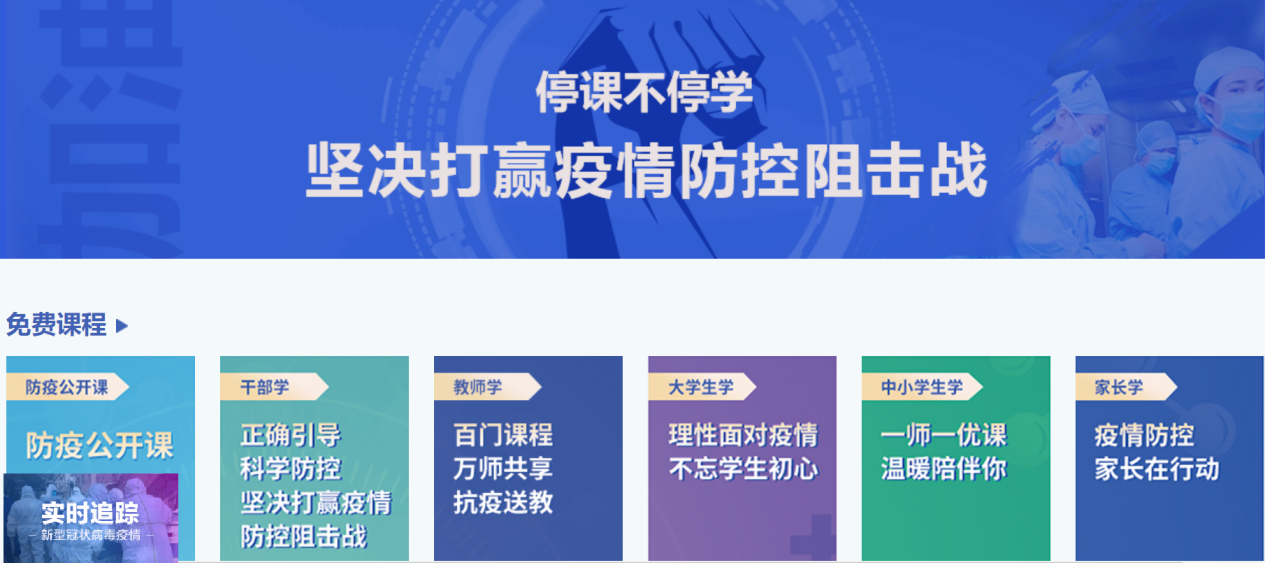 加油
停课不停学
坚决打赢疫情防控阻击战
免费课程
防疫公开课
防疫公开课
实时追踪
新型冠状病毒疫情
干部学
正确引导
科学防控
坚决打赢疫情
防控阻击战
教师学
百门课程
万师共享
抗疫送教
大学生学
理性面对疫情
不忘学生初心
中小学生学
一师一优课
温暖陪伴你
家长学
疫情防控
家长在行动